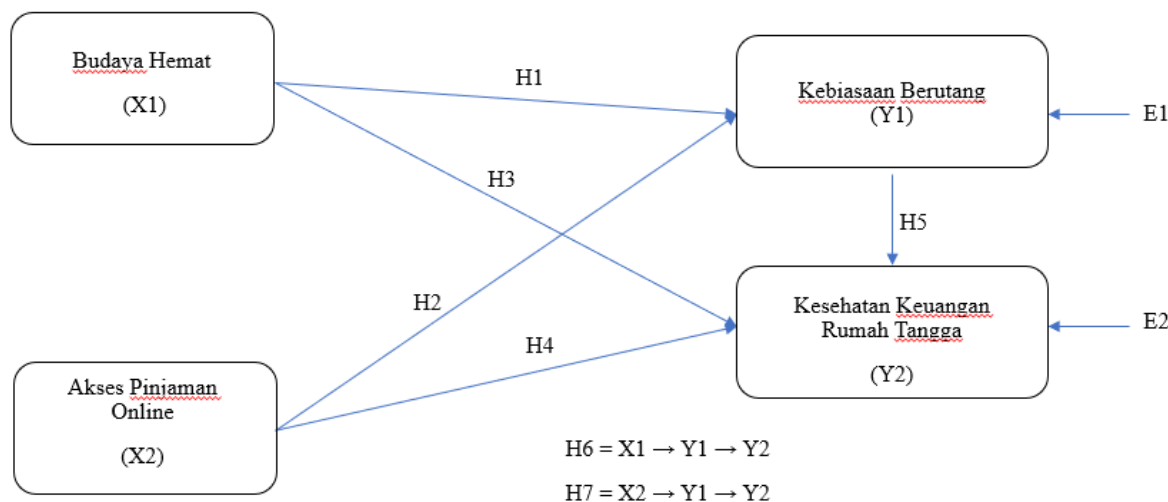 Budaya Hemat
(X1)
H1
Kebiasaan Berutang
(Y1)
E1
H3
H5
H2
H4
Kesehatan Keuangan
Rumah Tangga
(Y2)
E2
Akses Pinjaman
Online
(X2)
H6 = X1 → Y1 → Y2
H7 = X2 → Y1 → Y2